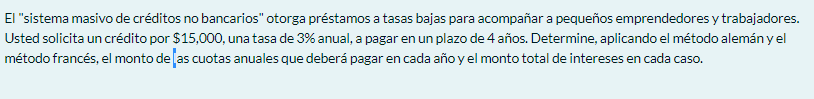 El "sistema masivo de créditos no bancarios" otorga préstamos a tasas bajas para acompañar a pequeños emprendedores y trabajadores.
Usted solicita un crédito por $15,000, una tasa de 3% anual, a pagar en un plazo de 4 años. Determine, aplicando el método alemán y el
método francés, el monto de las cuotas anuales que deberá pagar en cada año y el monto total de intereses en cada caso.